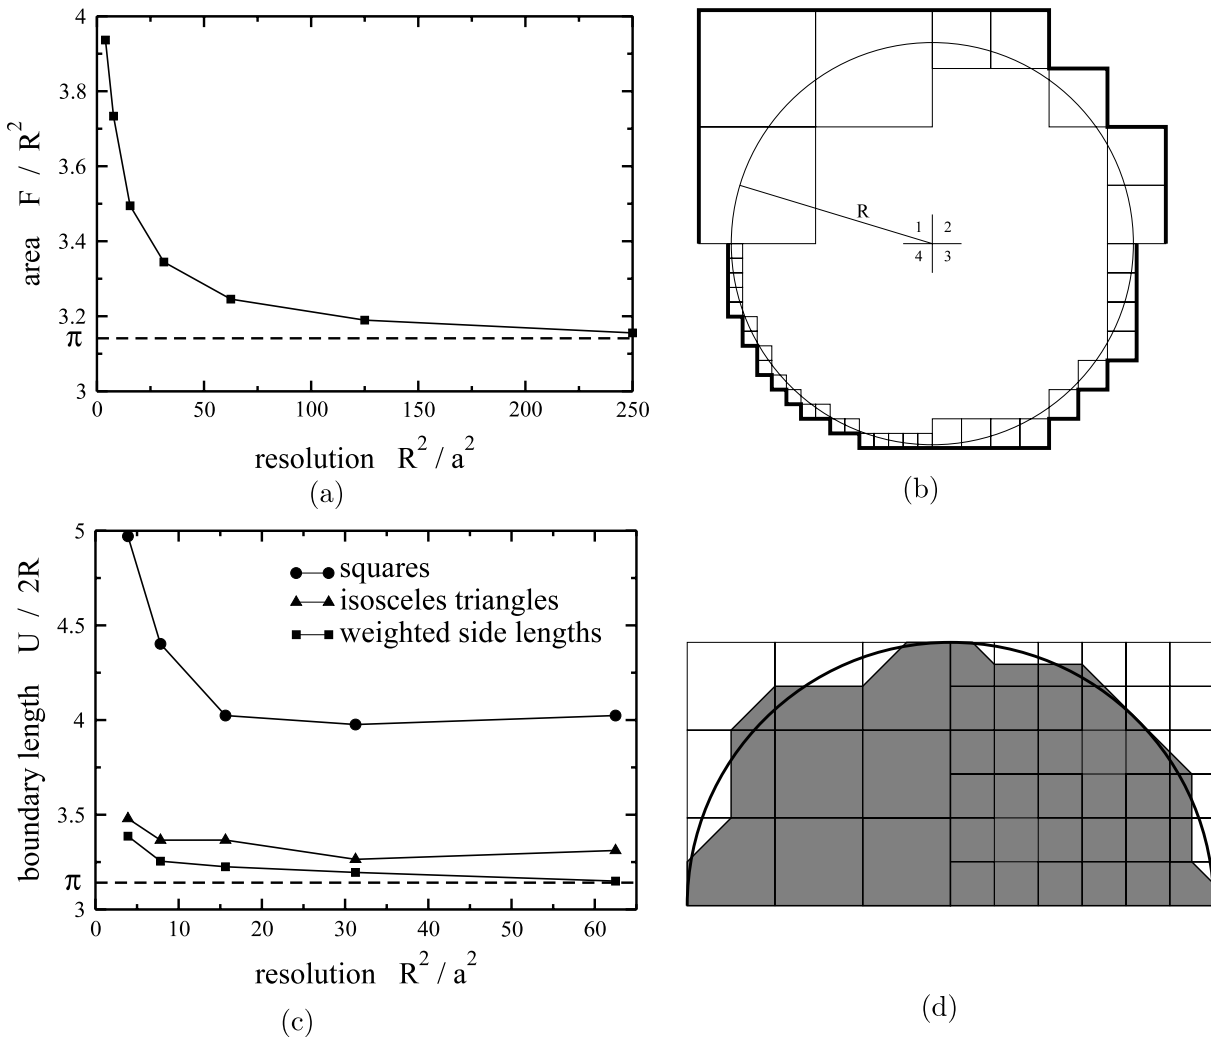 4
3.8
3.6
3.4
3.2
π
3
0 50 100 150 200 250
area F / R²
resolution R² / a²
(a)
R
1 2
4 3
(b)
5
4.5
4
3.5
π
3
0 10 20 30 40 50 60
boundary length U / 2R
squares
isosceles triangles
weighted side lengths
resolution R² / a²
(c)
(d)